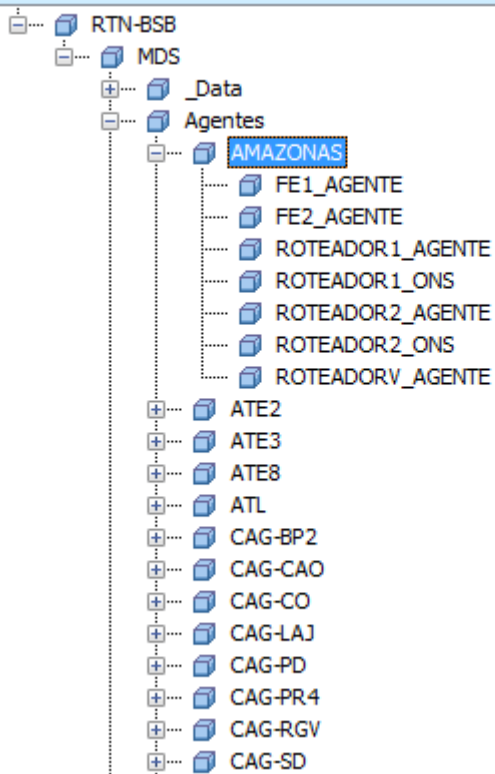 RTN-BSB
MDS
_Data
Agentes
AMAZONAS
FE1_AGENTE
FE2_AGENTE
ROTEADOR1_AGENTE
ROTEADOR1_ONS
ROTEADOR2_AGENTE
ROTEADOR2_ONS
ROTEADORV_AGENTE
ATE2
ATE3
ATE8
ATL
CAG-BP2
CAG-CAO
CAG-CO
CAG-LAJ
CAG-PD
CAG-PR4
CAG-RGV
CAG-SD